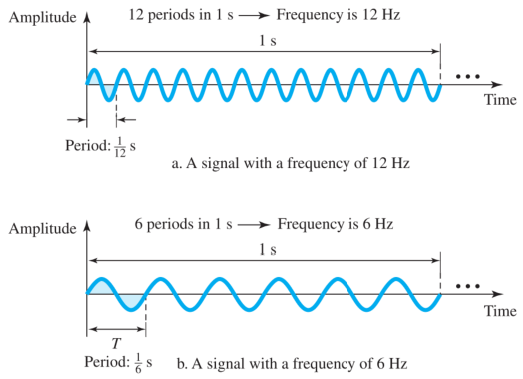 12 periods in 1 s → Frequency is 12 Hz
Amplitude
1 s
•••
Time
Period: 1/12 s
a. A signal with a frequency of 12 Hz
6 periods in 1 s → Frequency is 6 Hz
Amplitude
1 s
•••
Time
T
Period: 1/6 s
b. A signal with a frequency of 6 Hz